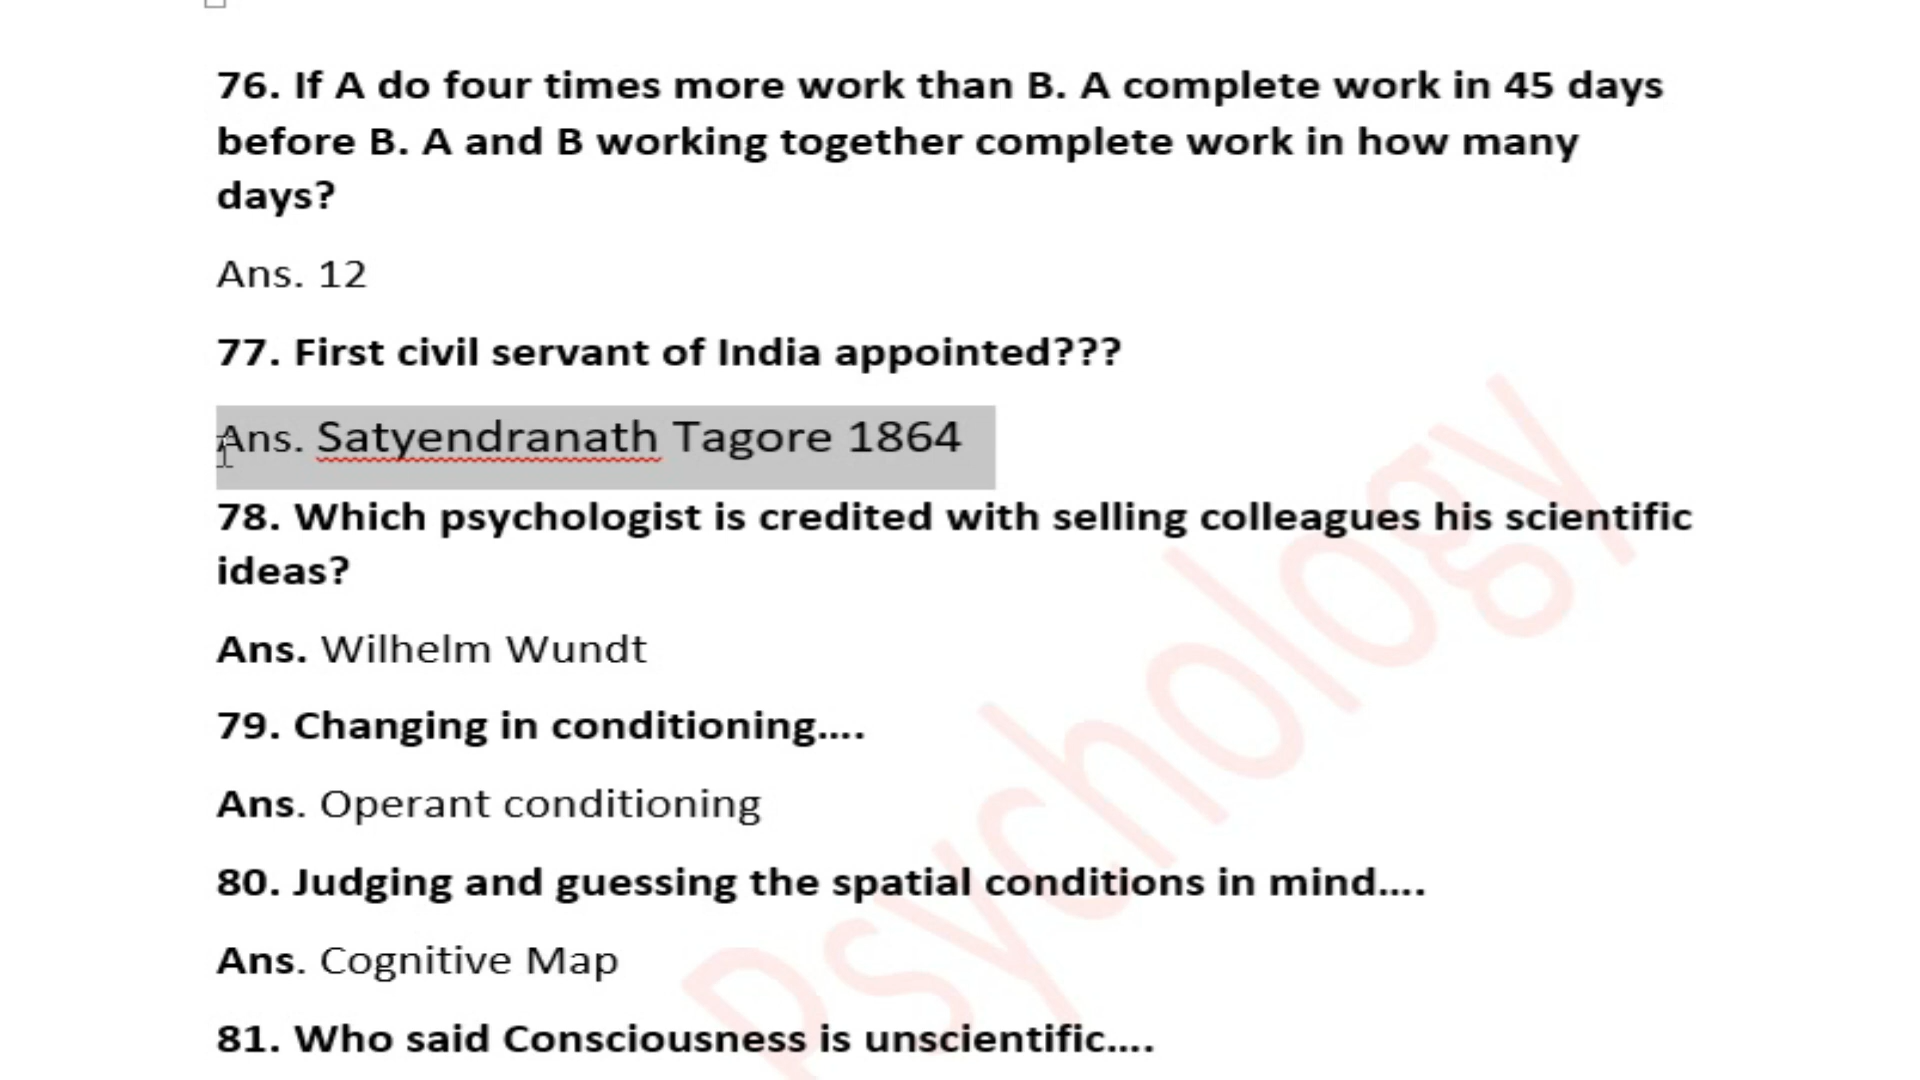 76. If A do four times more work than B. A complete work in 45 days
before B. A and B working together complete work in how many
days?
Ans. 12
77. First civil servant of India appointed???
Ans. Satyendranath Tagore 1864
78. Which psychologist is credited with selling colleagues his scientific
ideas?
Ans. Wilhelm Wundt
79. Changing in conditioning....
Ans. Operant conditioning
80. Judging and guessing the spatial conditions in mind....
Ans. Cognitive Map
81. Who said Consciousness is unscientific....
Psychology